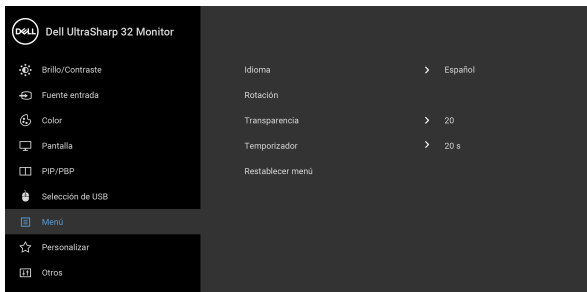 DELL Dell UltraSharp 32 Monitor
Brillo/Contraste
Fuente entrada
Color
Pantalla
PIP/PBP
Selección de USB
Menú
Personalizar
Otros
Idioma > Español
Rotación
Transparencia > 20
Temporizador > 20 s
Restablecer menú